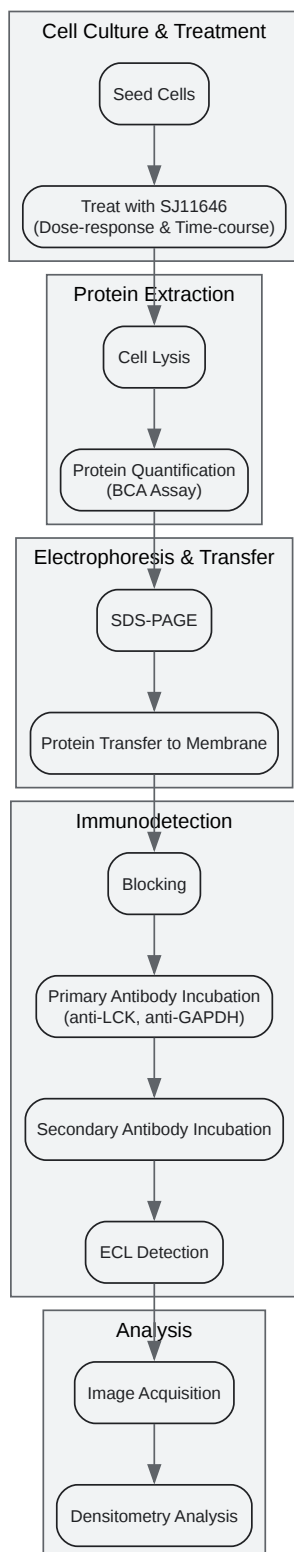 Cell Culture & Treatment
Seed Cells
Treat with SJ11646
(Dose-response & Time-course)
Protein Extraction
Cell Lysis
Protein Quantification
(BCA Assay)
Electrophoresis & Transfer
SDS-PAGE
Protein Transfer to Membrane
Immunodetection
Blocking
Primary Antibody Incubation
(anti-LCK, anti-GAPDH)
Secondary Antibody Incubation
ECL Detection
Analysis
Image Acquisition
Densitometry Analysis